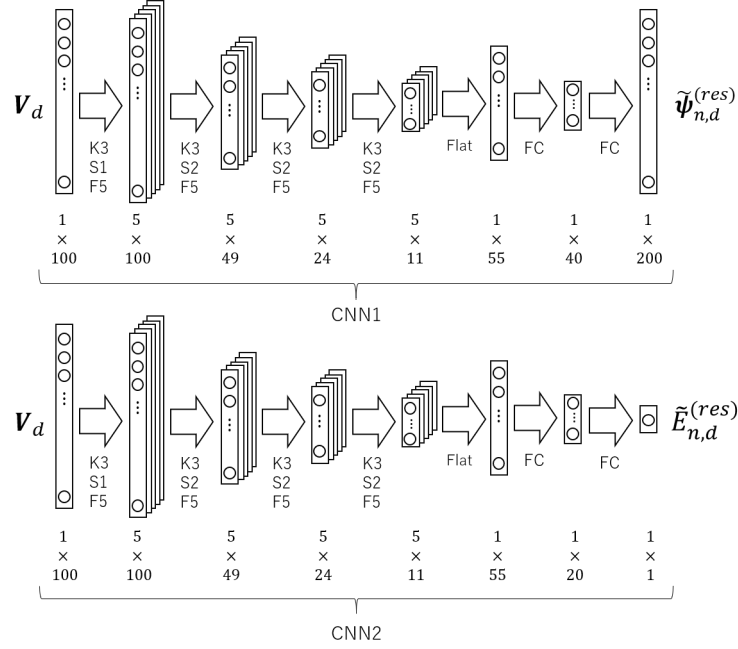 𝑽_d
K3 K3 K3 K3 Flat FC FC
S1 S2 S2 S2
F5 F5 F5 F5
ψ̃_{n,d}^{(res)}
1 5 5 5 5 1 1 1
× × × × × × × ×
100 100 49 24 11 55 40 200
CNN1
𝑽_d
K3 K3 K3 K3 Flat FC FC
S1 S2 S2 S2
F5 F5 F5 F5
Ẽ_{n,d}^{(res)}
1 5 5 5 5 1 1 1
× × × × × × × ×
100 100 49 24 11 55 20 1
CNN2